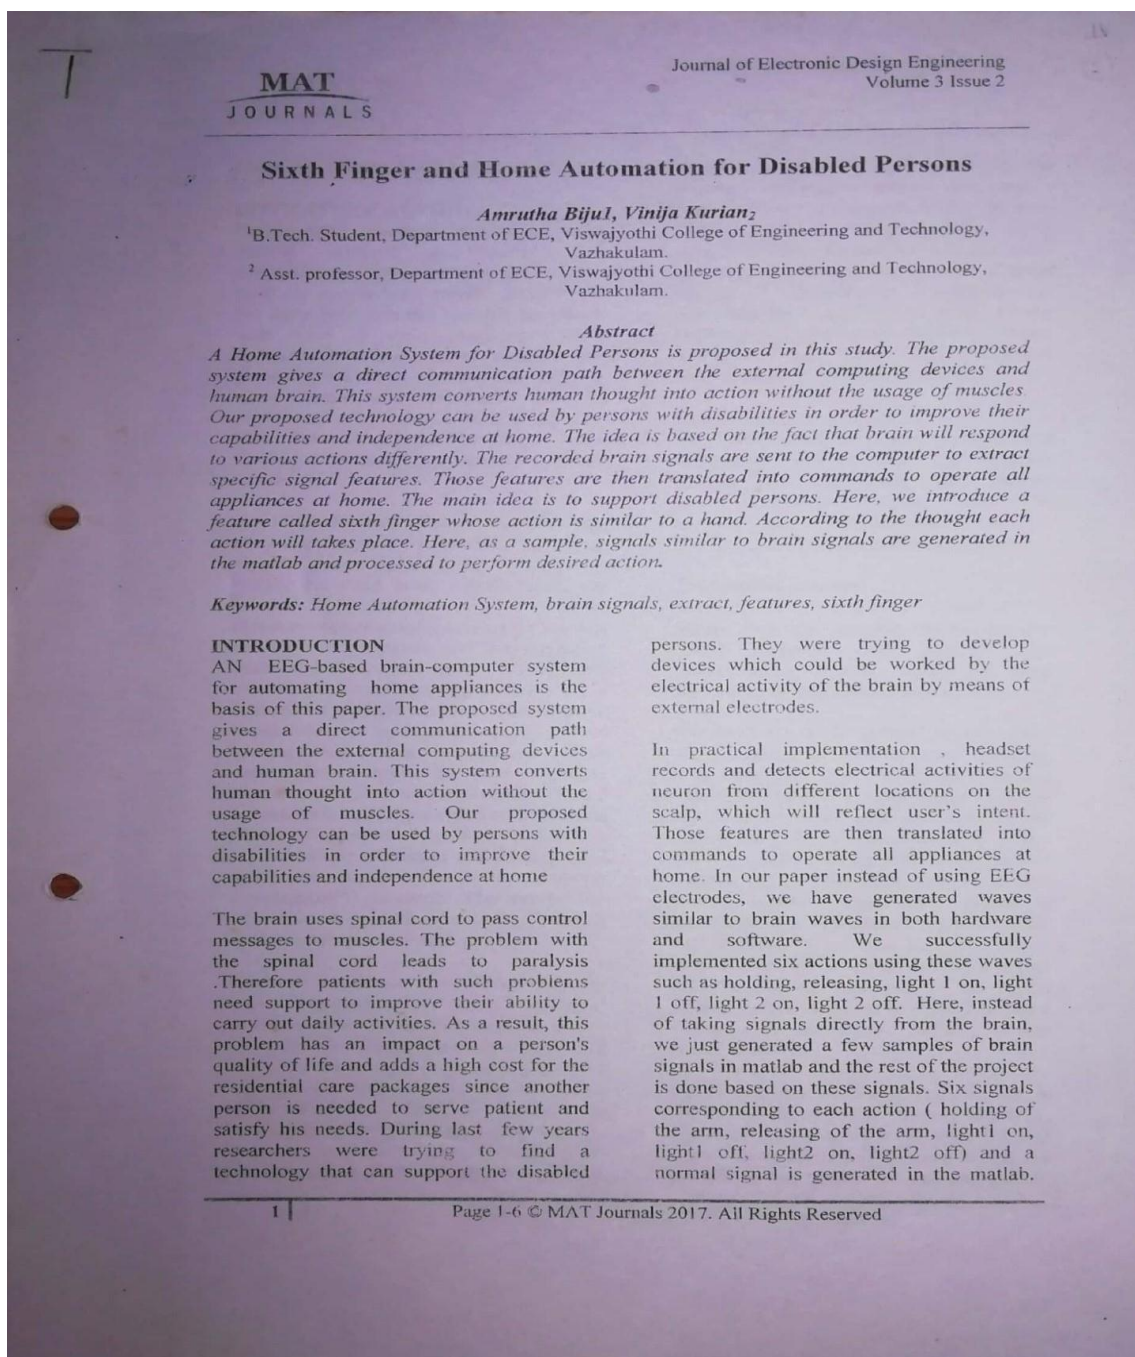 MAT
JOURNALS
Journal of Electronic Design Engineering
Volume 3 Issue 2
Sixth Finger and Home Automation for Disabled Persons
Amrutha Biju1, Vinija Kurian2
1B.Tech. Student, Department of ECE, Viswajyothi College of Engineering and Technology,
Vazhakulam.
2 Asst. professor, Department of ECE, Viswajyothi College of Engineering and Technology,
Vazhakulam.
Abstract
A Home Automation System for Disabled Persons is proposed in this study. The proposed
system gives a direct communication path between the external computing devices and
human brain. This system converts human thought into action without the usage of muscles.
Our proposed technology can be used by persons with disabilities in order to improve their
capabilities and independence at home. The idea is based on the fact that brain will respond
to various actions differently. The recorded brain signals are sent to the computer to extract
specific signal features. Those features are then translated into commands to operate all
appliances at home. The main idea is to support disabled persons. Here, we introduce a
feature called sixth finger whose action is similar to a hand. According to the thought each
action will takes place. Here, as a sample, signals similar to brain signals are generated in
the matlab and processed to perform desired action.
Keywords: Home Automation System, brain signals, extract, features, sixth finger
INTRODUCTION
AN EEG-based brain-computer system
for automating home appliances is the
basis of this paper. The proposed system
gives a direct communication path
between the external computing devices
and human brain. This system converts
human thought into action without the
usage of muscles. Our proposed
technology can be used by persons with
disabilities in order to improve their
capabilities and independence at home
The brain uses spinal cord to pass control
messages to muscles. The problem with
the spinal cord leads to paralysis
.Therefore patients with such problems
need support to improve their ability to
carry out daily activities. As a result, this
problem has an impact on a person's
quality of life and adds a high cost for the
residential care packages since another
person is needed to serve patient and
satisfy his needs. During last few years
researchers were trying to find a
technology that can support the disabled
persons. They were trying to develop
devices which could be worked by the
electrical activity of the brain by means of
external electrodes.
In practical implementation , headset
records and detects electrical activities of
neuron from different locations on the
scalp, which will reflect user's intent.
Those features are then translated into
commands to operate all appliances at
home. In our paper instead of using EEG
electrodes, we have generated waves
similar to brain waves in both hardware
and software. We successfully
implemented six actions using these waves
such as holding, releasing, light 1 on, light
1 off, light 2 on, light 2 off. Here, instead
of taking signals directly from the brain,
we just generated a few samples of brain
signals in matlab and the rest of the project
is done based on these signals. Six signals
corresponding to each action ( holding of
the arm, releasing of the arm, light1 on,
light1 off, light2 on, light2 off) and a
normal signal is generated in the matlab.
1 Page 1-6 © MAT Journals 2017. All Rights Reserved